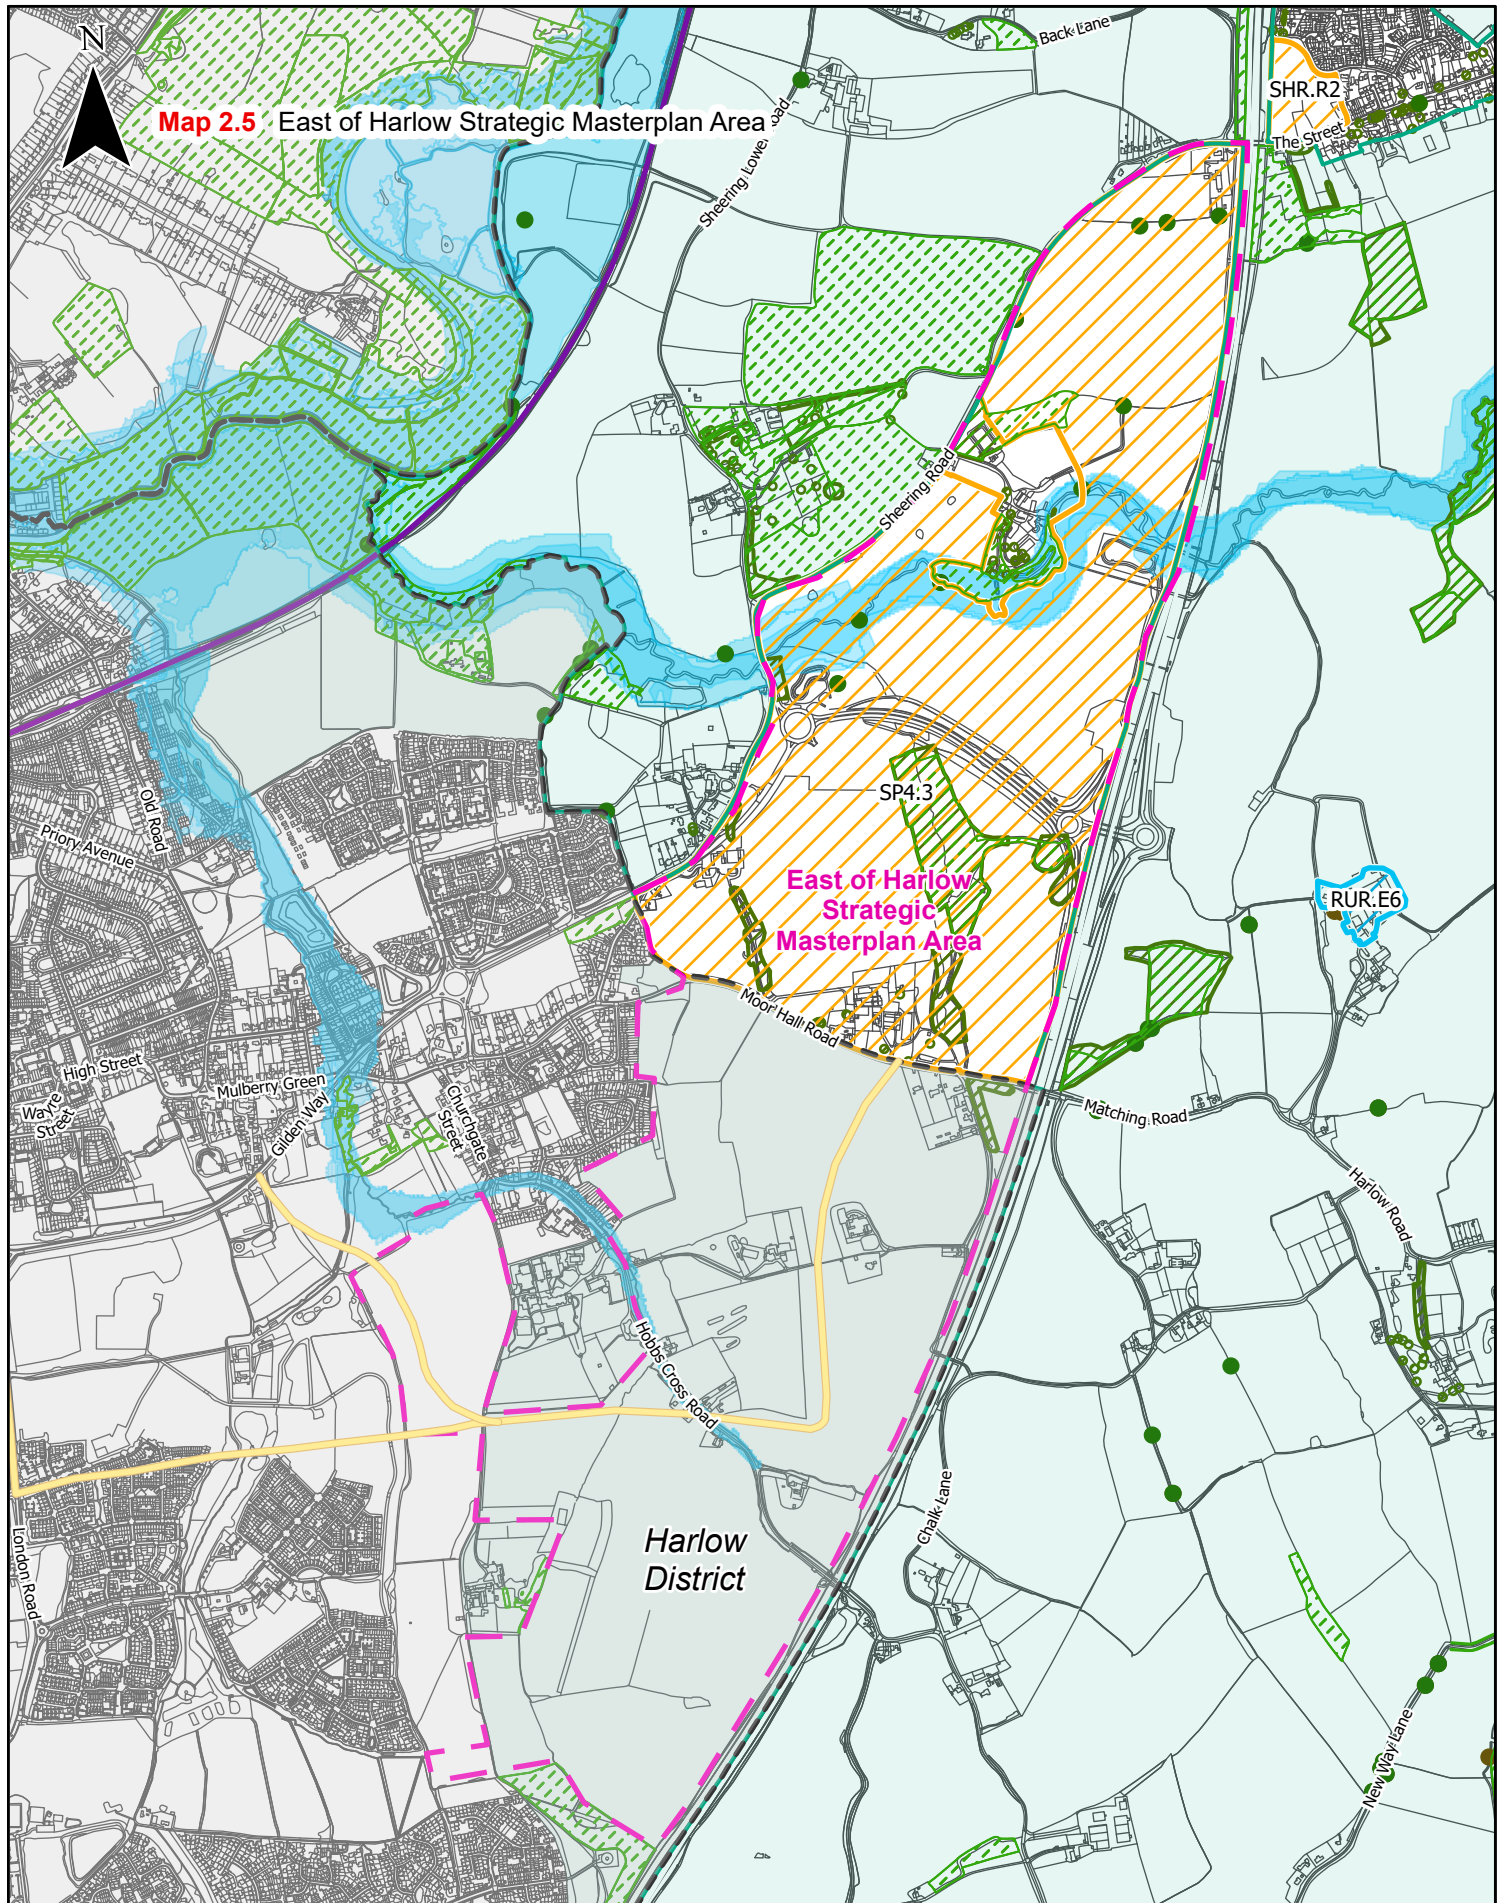 N
Back Lane
SHR.R2
Map 2.5 East of Harlow Strategic Masterplan Area
The Street
Sheering Lower Road
Sheering Road
SP4.3
Old Road
Priory Avenue
East of Harlow
Strategic
Masterplan Area
RUR.E6
Moor Hall Road
High Street
Mulberry Green
Wayre
Street
Gilden Way
Churchgate
Street
Matching Road
Harlow Road
Hobbs Cross Road
Chalk Lane
London Road
Harlow
District
New Way Lane